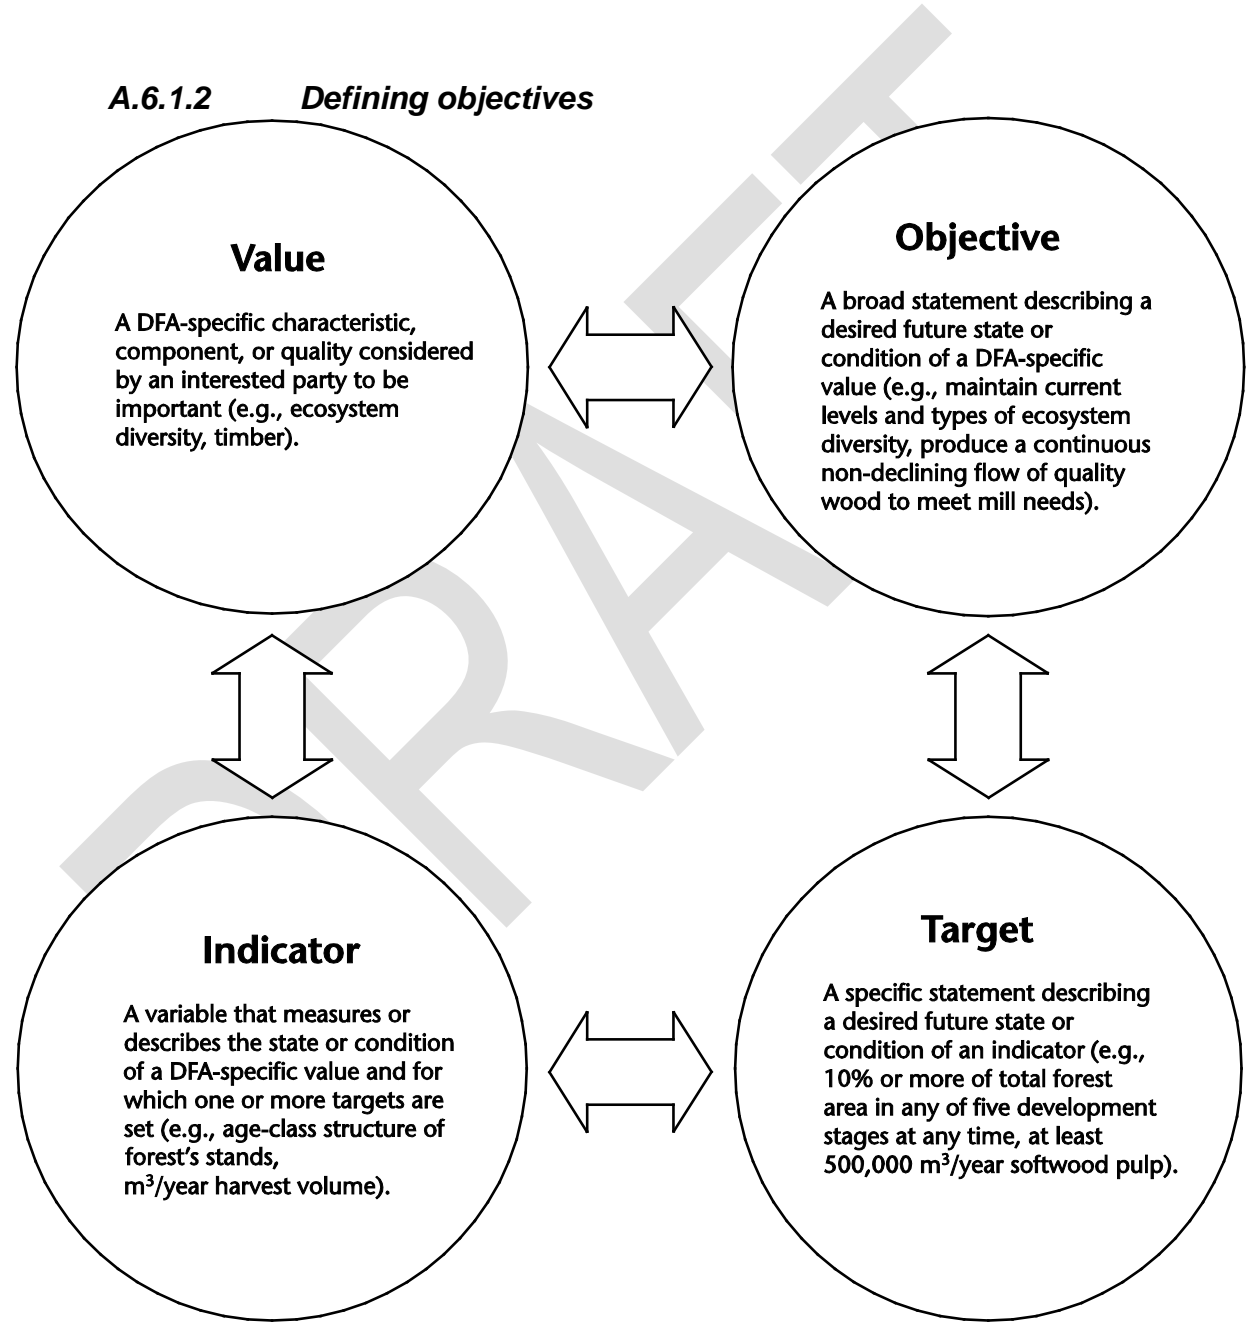 A.6.1.2 Defining objectives
Value
A DFA-specific characteristic,
component, or quality considered
by an interested party to be
important (e.g., ecosystem
diversity, timber).
Objective
A broad statement describing a
desired future state or
condition of a DFA-specific
value (e.g., maintain current
levels and types of ecosystem
diversity, produce a continuous
non-declining flow of quality
wood to meet mill needs).
Indicator
A variable that measures or
describes the state or condition
of a DFA-specific value and for
which one or more targets are
set (e.g., age-class structure of
forest's stands,
m³/year harvest volume).
Target
A specific statement describing
a desired future state or
condition of an indicator (e.g.,
10% or more of total forest
area in any of five development
stages at any time, at least
500,000 m³/year softwood pulp).
DRAFT